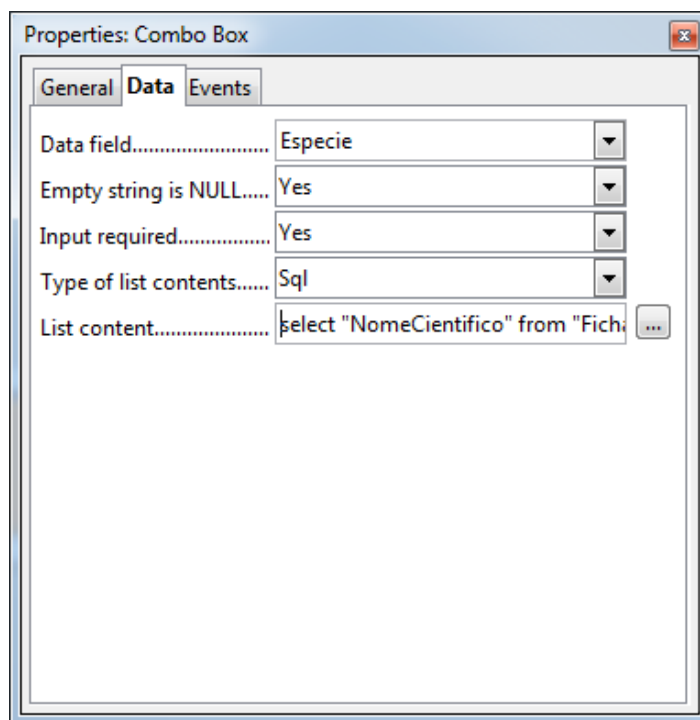 Properties: Combo Box
General Data Events
Data field......................... Especie
Empty string is NULL..... Yes
Input required................. Yes
Type of list contents...... Sql
List content..................... select "NomeCientifico" from "Ficha ...